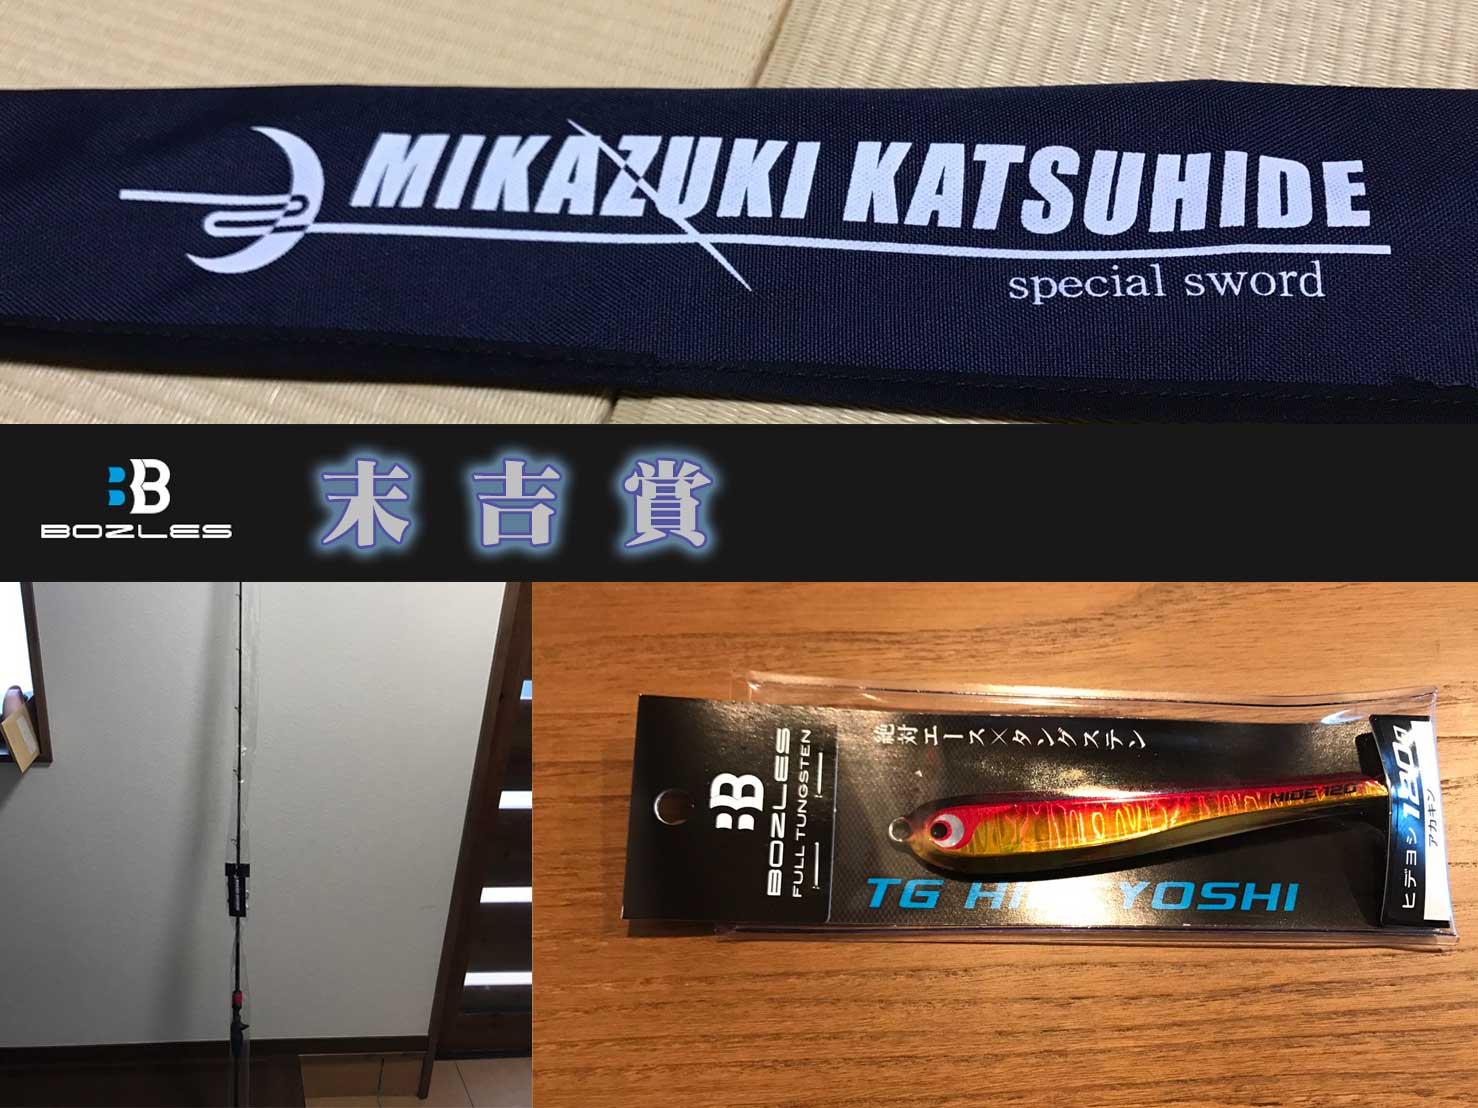 MIKAZUKI KATSUHIDE
special sword
BOZLES
末吉賞
BOZLES
FULL TUNGSTEN
絶対エース×タングステン
HIDE 120
TG HI YOSHI
ヒデヨシ 120g
アカキン